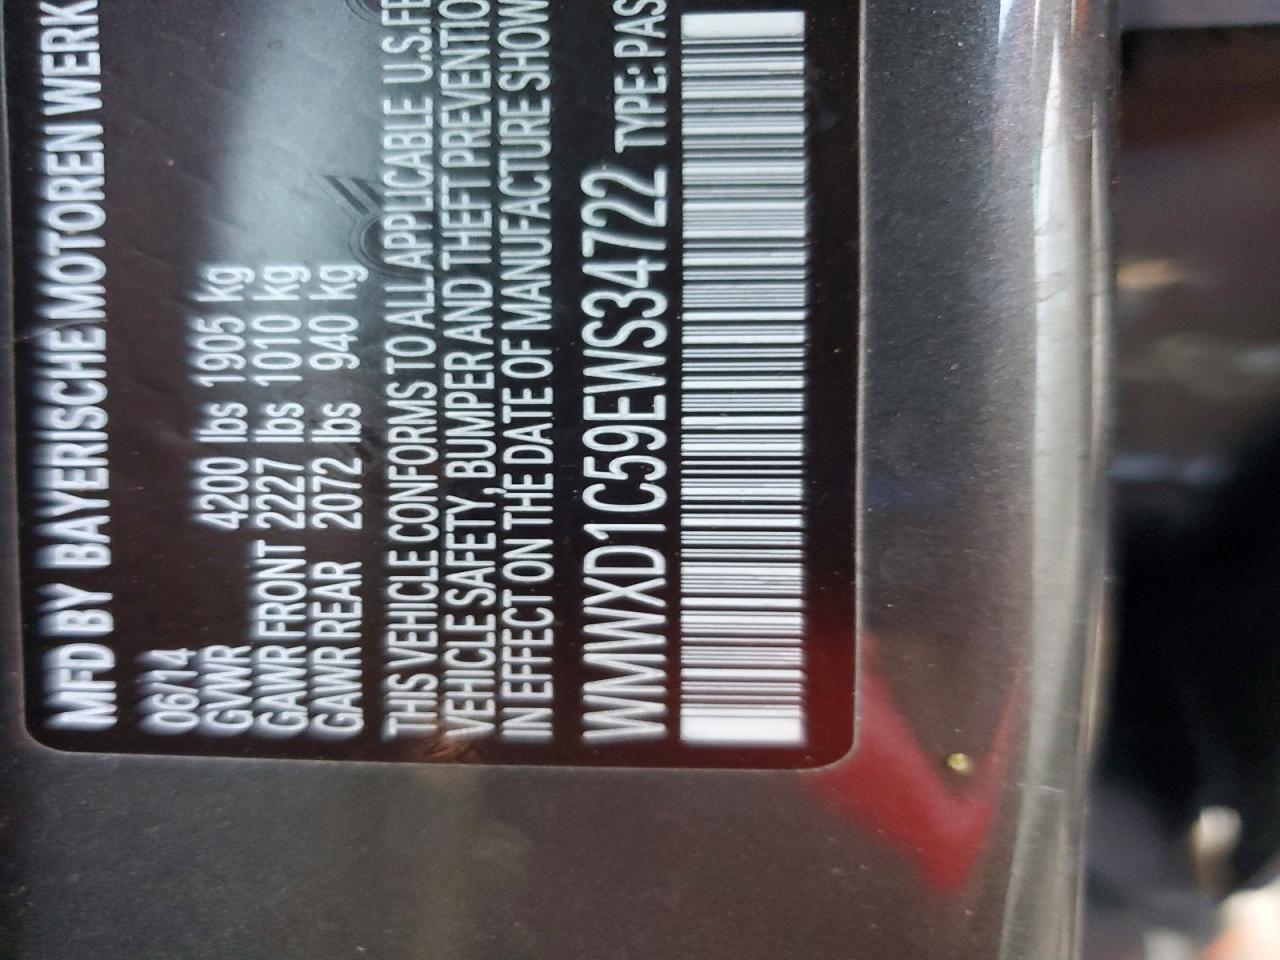 MFD BY BAYERISCHE MOTOREN WERK
06/14
GVWR 4200 lbs 1905 kg
GAWR FRONT 2227 lbs 1010 kg
GAWR REAR 2072 lbs 940 kg
THIS VEHICLE CONFORMS TO ALL APPLICABLE U.S.FE
VEHICLE SAFETY, BUMPER AND THEFT PREVENTIO
IN EFFECT ON THE DATE OF MANUFACTURE SHOW
WMWXD1C59EWS34722 TYPE: PAS